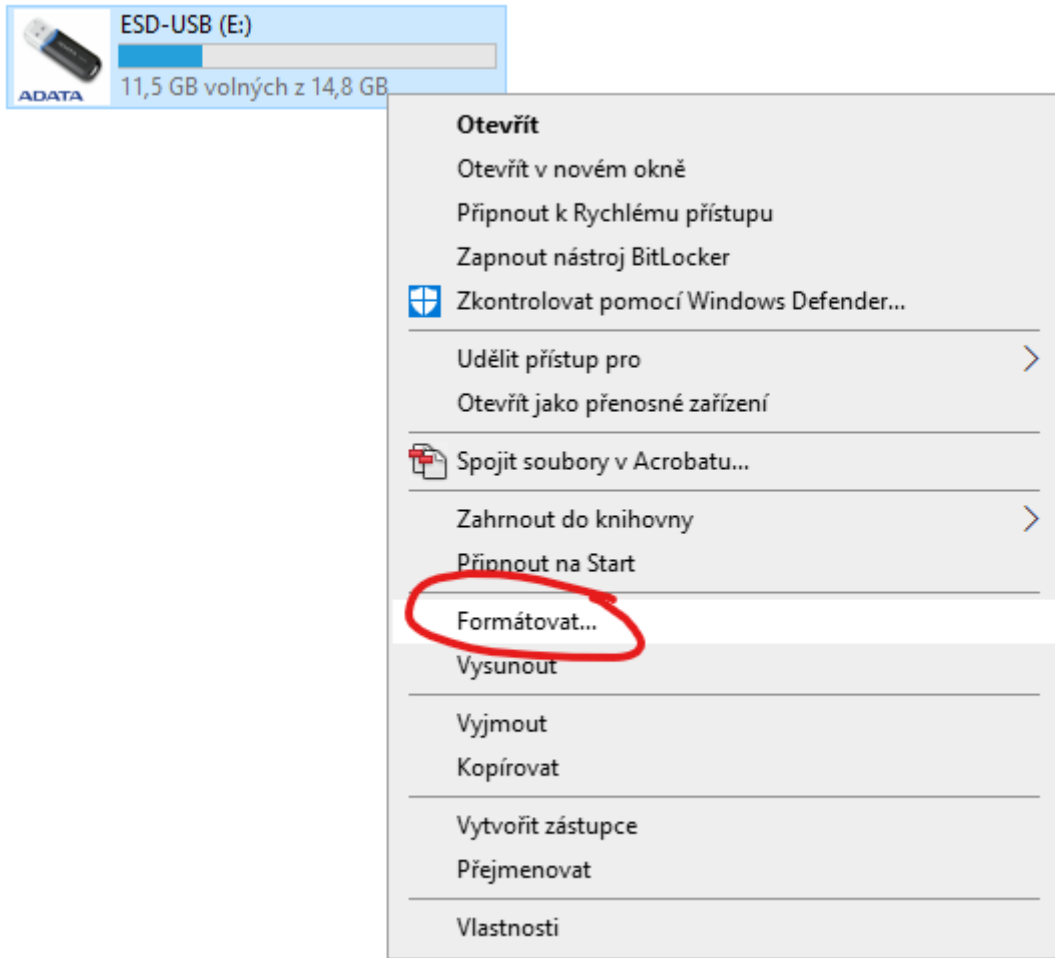 ESD-USB (E:)
ADATA
11,5 GB volných z 14,8 GB
Otevřít
Otevřít v novém okně
Připnout k Rychlému přístupu
Zapnout nástroj BitLocker
Zkontrolovat pomocí Windows Defender...
Udělit přístup pro
Otevřít jako přenosné zařízení
Spojit soubory v Acrobatu...
Zahrnout do knihovny
Připnout na Start
Formátovat...
Vysunout
Vyjmout
Kopírovat
Vytvořit zástupce
Přejmenovat
Vlastnosti